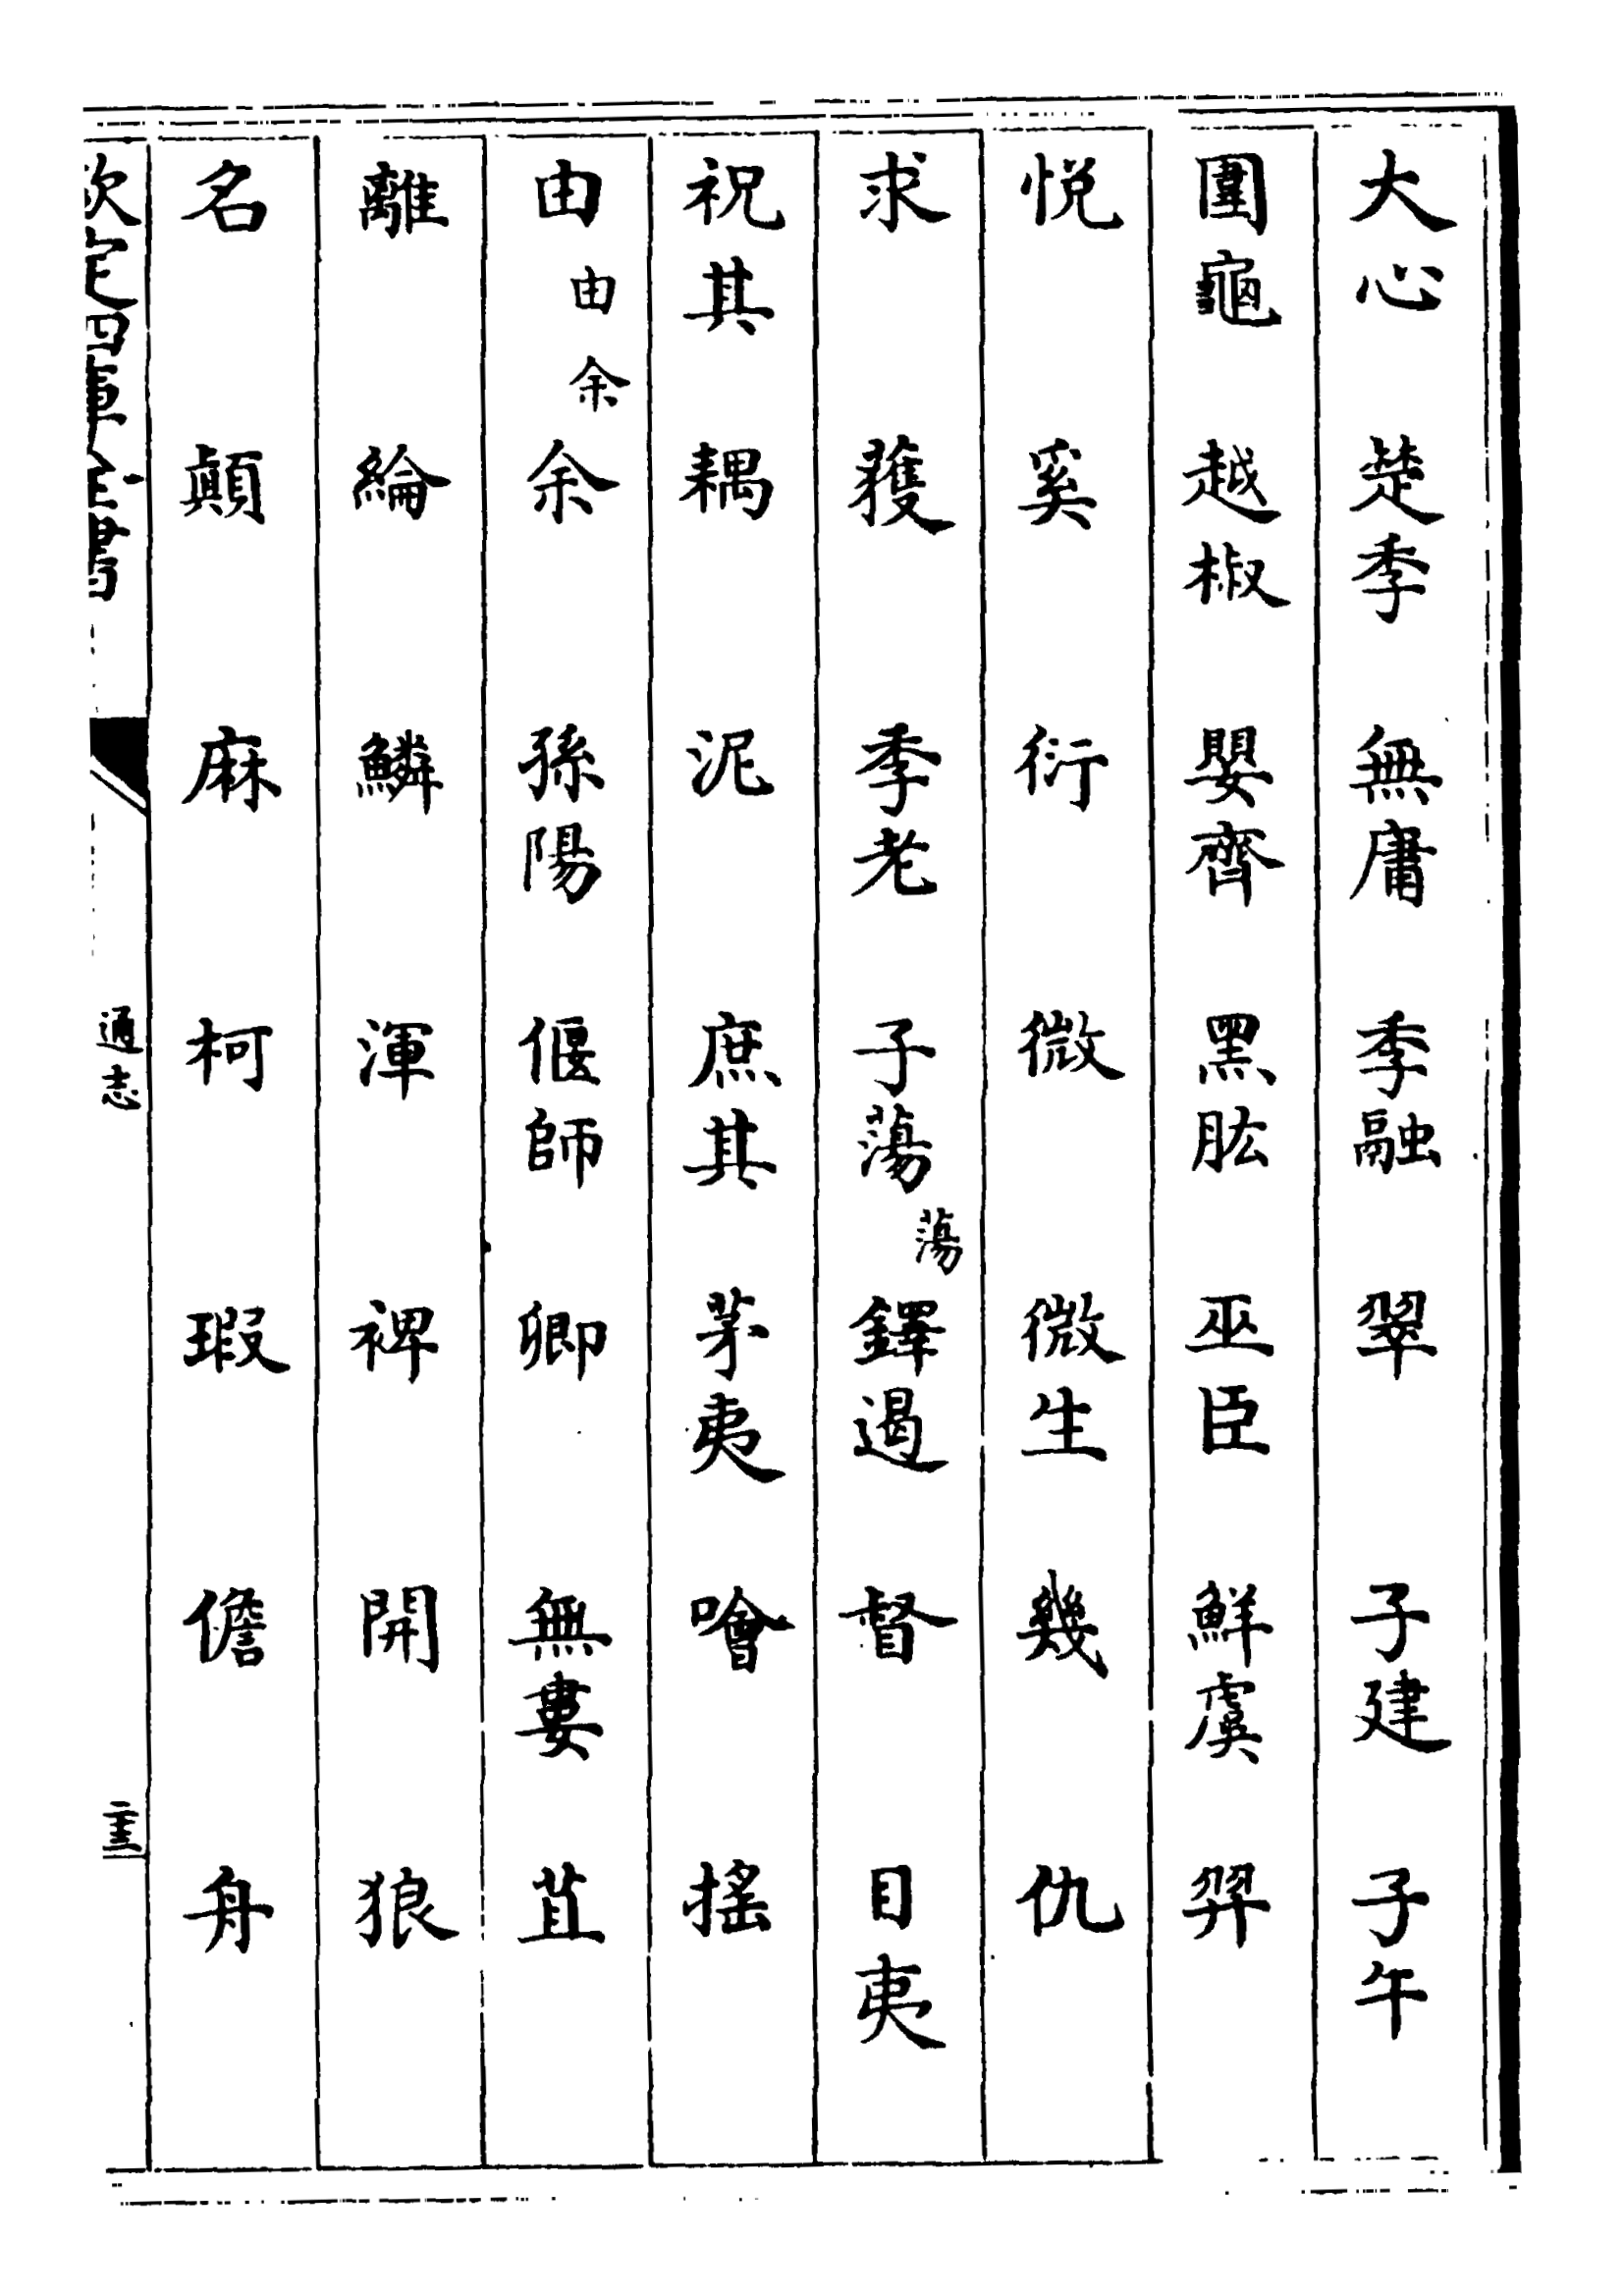 大心 楚季 無庸 季融 翠 子建 子午
圍龜 越椒 嬰齊 黑肱 巫臣 鮮虞 羿
悅 奚 衍 微 微生 幾 仇
求 蒦 季老 子蕩 蕩 鐸遏 督 目夷
祝其 耦 泥 庶其 茅夷 噲 搖
由 由余 余 孫陽 偃師 卿 無婁 苴
離 綸 鱗 渾 裨 開 狼
名 顛 麻 柯 瑕 儋 舟
欽定四庫全書 通志